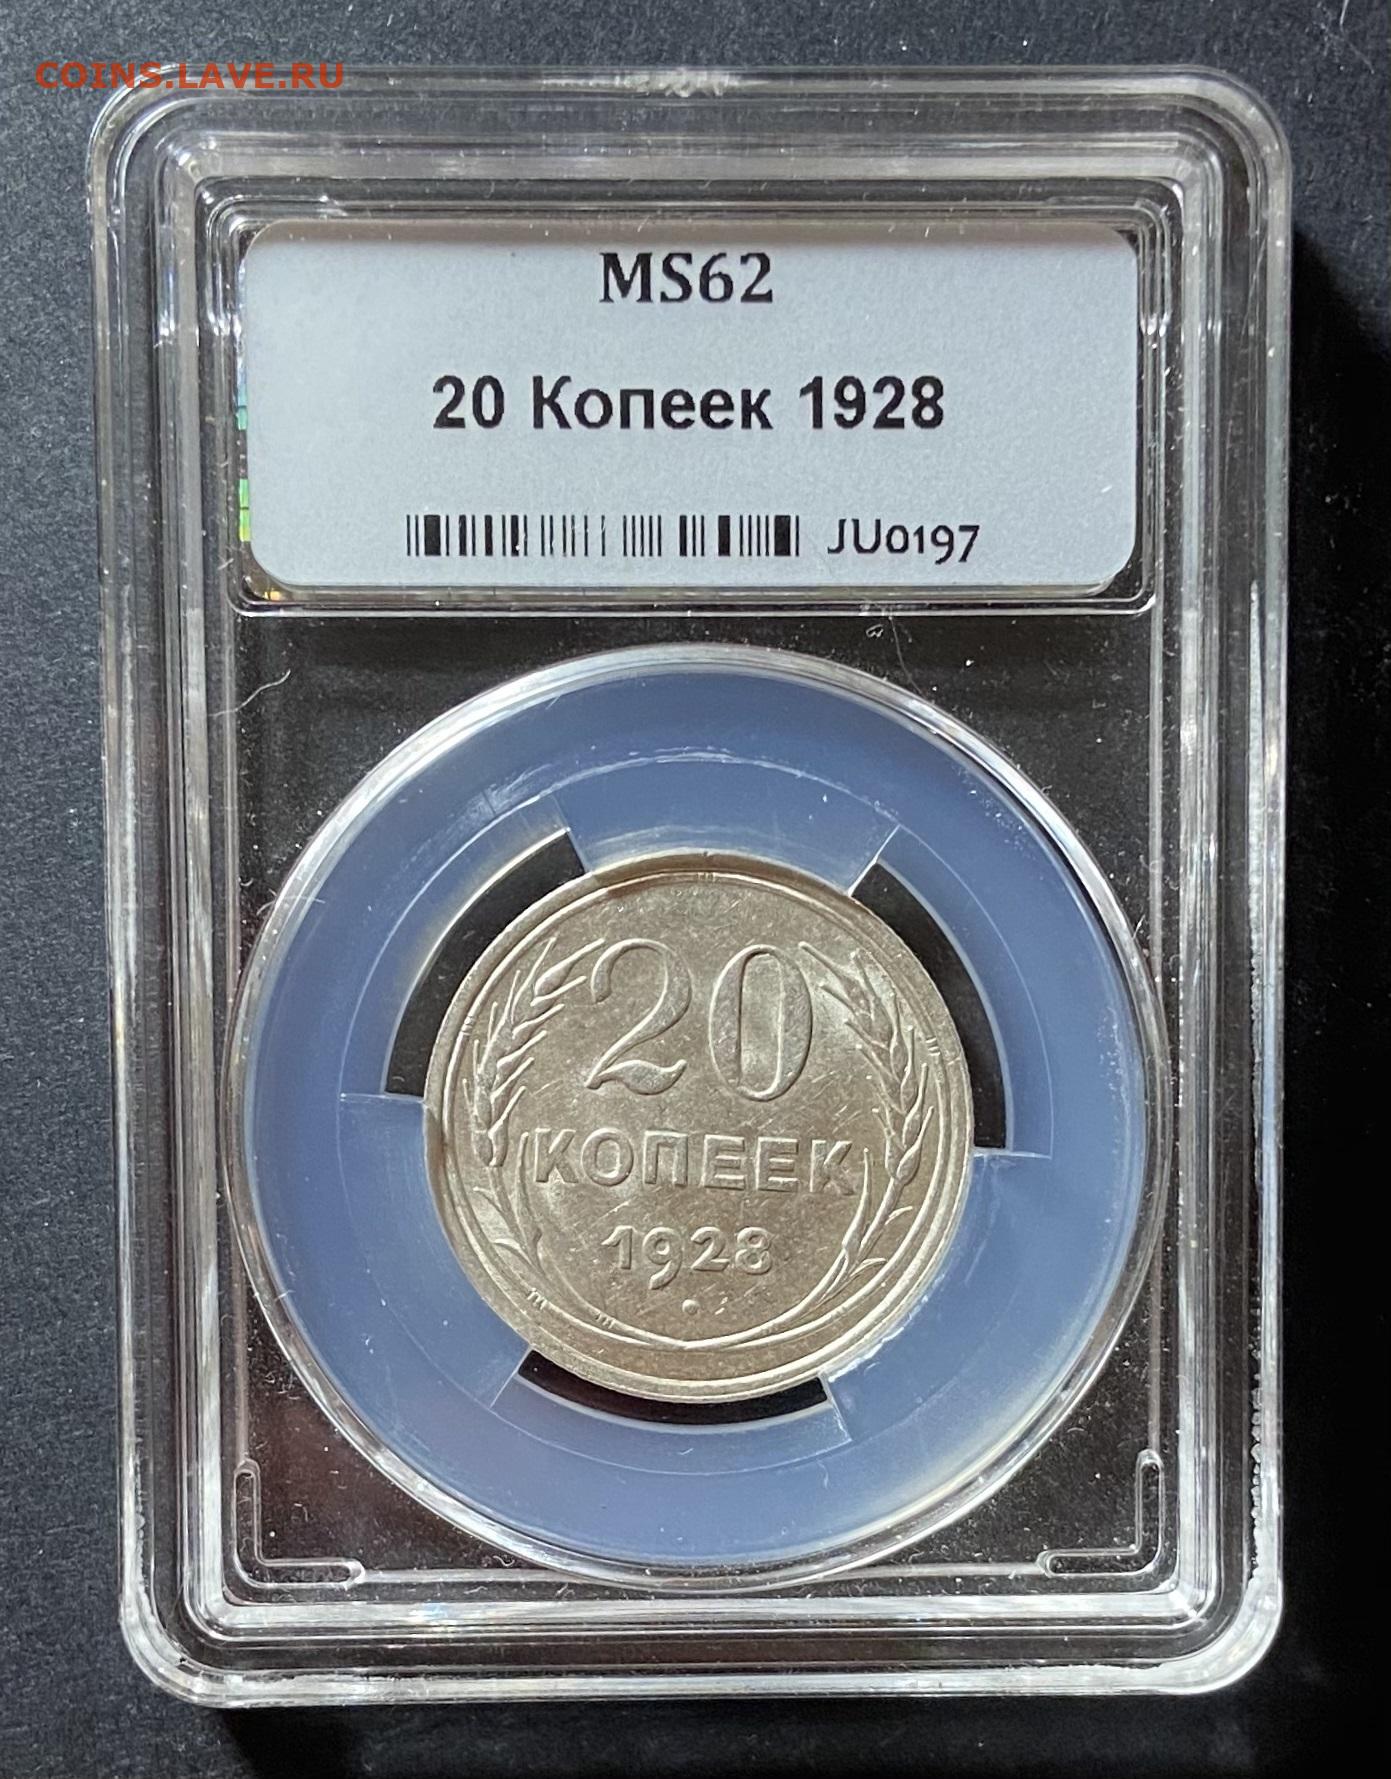 COINS.LAVE.RU
MS62
20 Копеек 1928
JU0197
20
КОПЕЕК
1928